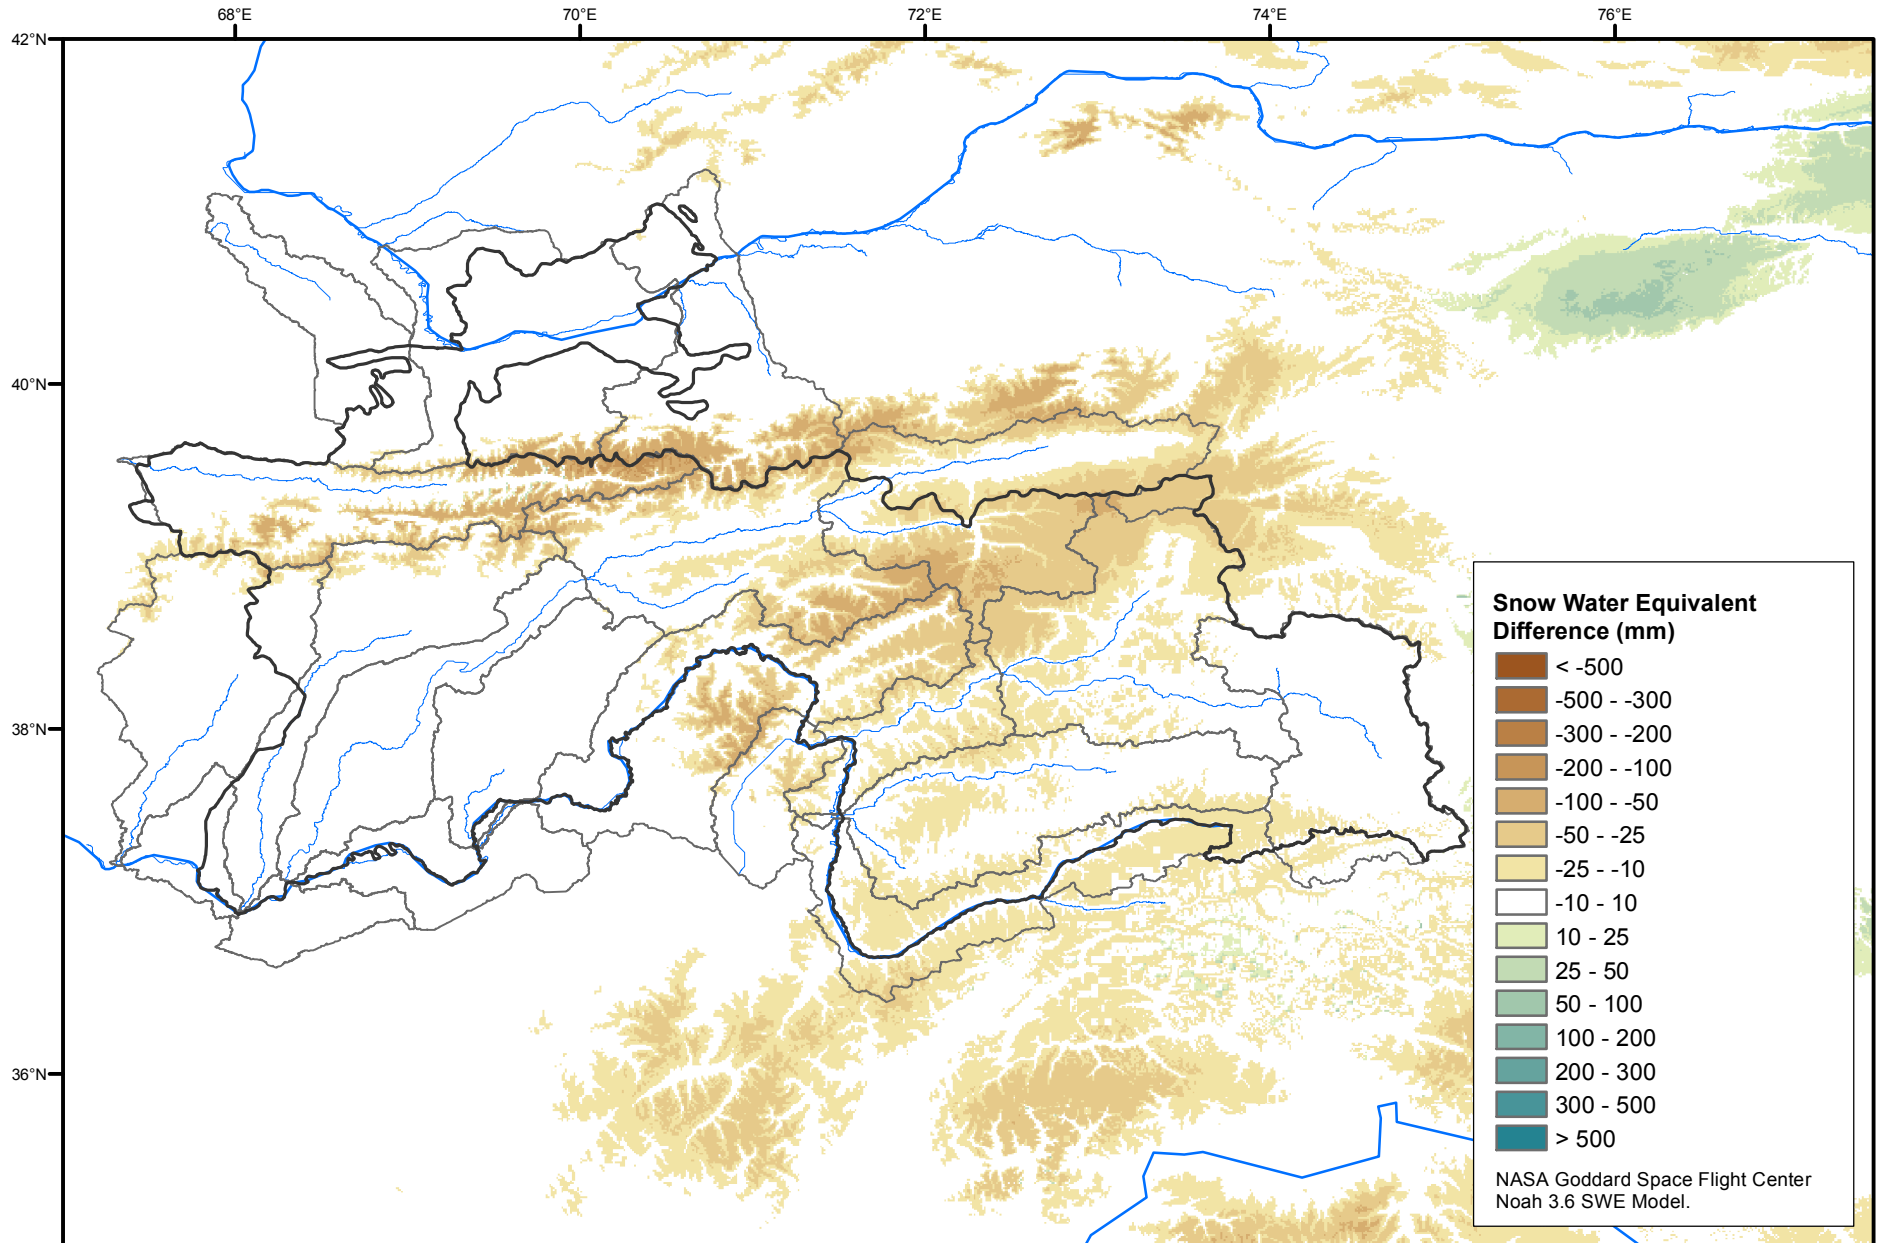 68°E
70°E
72°E
74°E
76°E
42°N
40°N
38°N
36°N
Snow Water Equivalent
Difference (mm)
< -500
-500 - -300
-300 - -200
-200 - -100
-100 - -50
-50 - -25
-25 - -10
-10 - 10
10 - 25
25 - 50
50 - 100
100 - 200
200 - 300
300 - 500
> 500
NASA Goddard Space Flight Center
Noah 3.6 SWE Model.